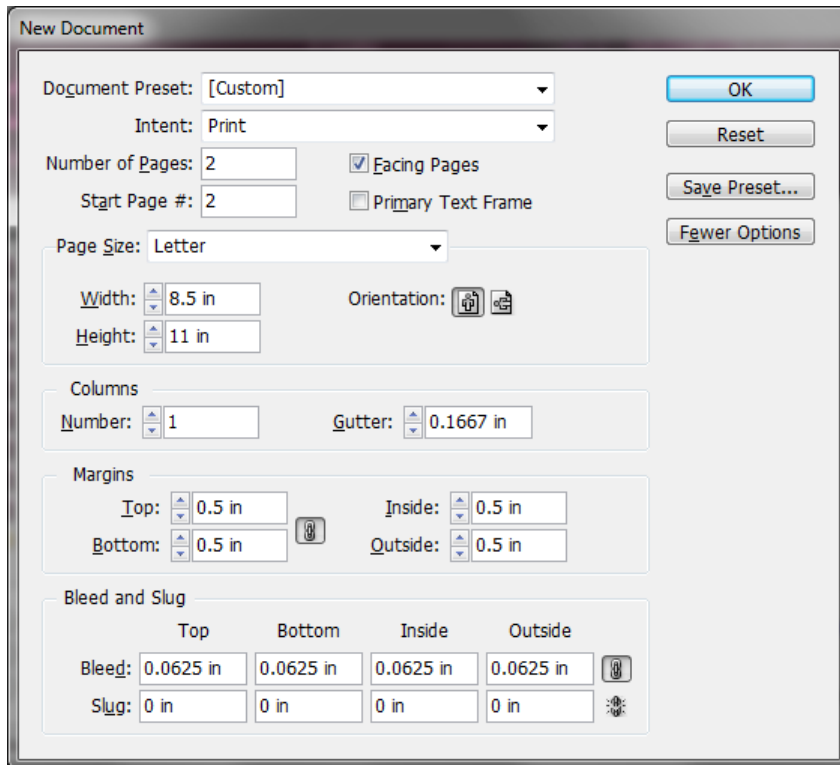 New Document
Document Preset: [Custom] OK
Intent: Print Reset
Number of Pages: 2 Facing Pages
Start Page #: 2 Primary Text Frame Save Preset...
Fewer Options
Page Size: Letter
Width: 8.5 in Orientation:
Height: 11 in
Columns
Number: 1 Gutter: 0.1667 in
Margins
Top: 0.5 in Inside: 0.5 in
Bottom: 0.5 in Outside: 0.5 in
Bleed and Slug
Top Bottom Inside Outside
Bleed: 0.0625 in 0.0625 in 0.0625 in 0.0625 in
Slug: 0 in 0 in 0 in 0 in